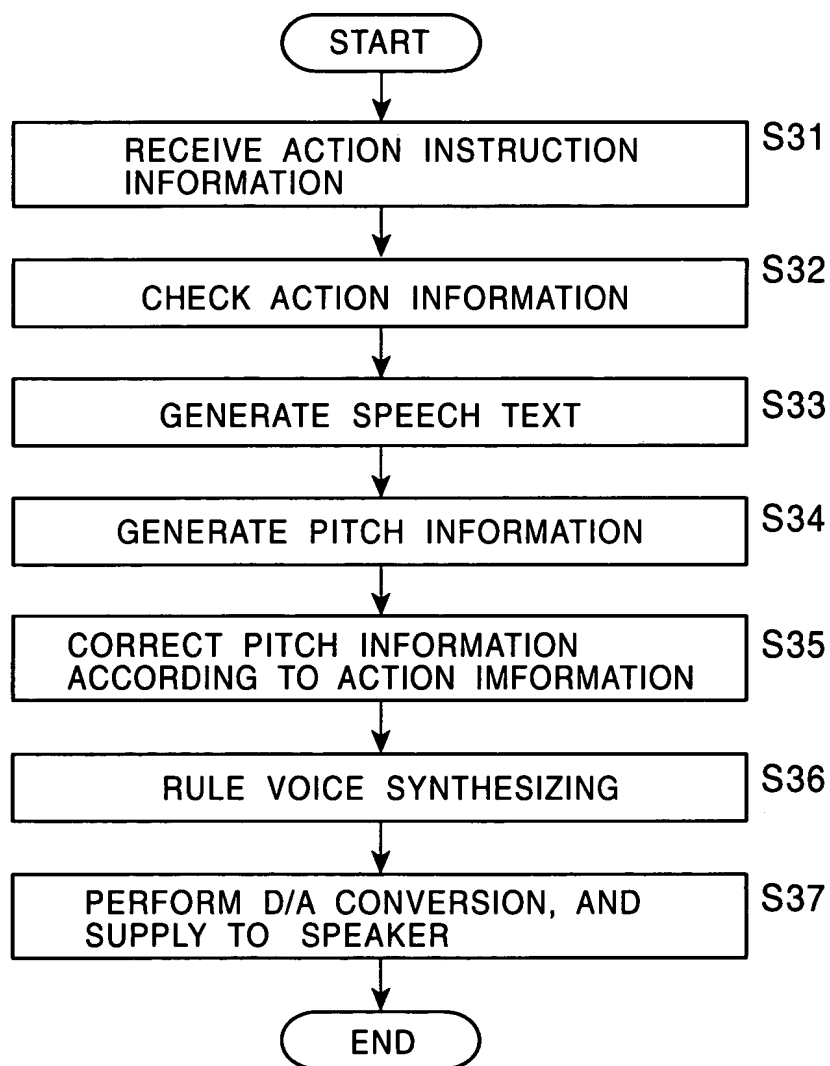 START
S31
RECEIVE ACTION INSTRUCTION
INFORMATION
S32
CHECK ACTION INFORMATION
S33
GENERATE SPEECH TEXT
S34
GENERATE PITCH INFORMATION
S35
CORRECT PITCH INFORMATION
ACCORDING TO ACTION IMFORMATION
S36
RULE VOICE SYNTHESIZING
S37
PERFORM D/A CONVERSION, AND
SUPPLY TO SPEAKER
END